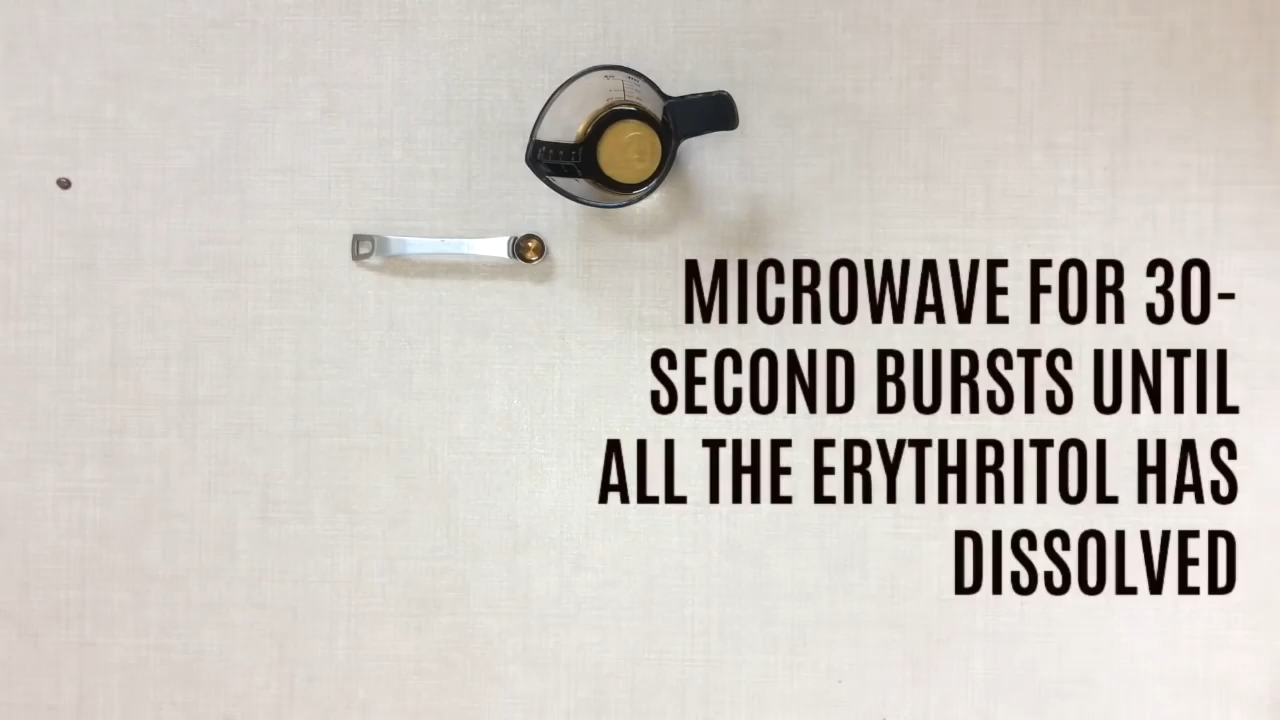 MICROWAVE FOR 30-
SECOND BURSTS UNTIL
ALL THE ERYTHRITOL HAS
DISSOLVED